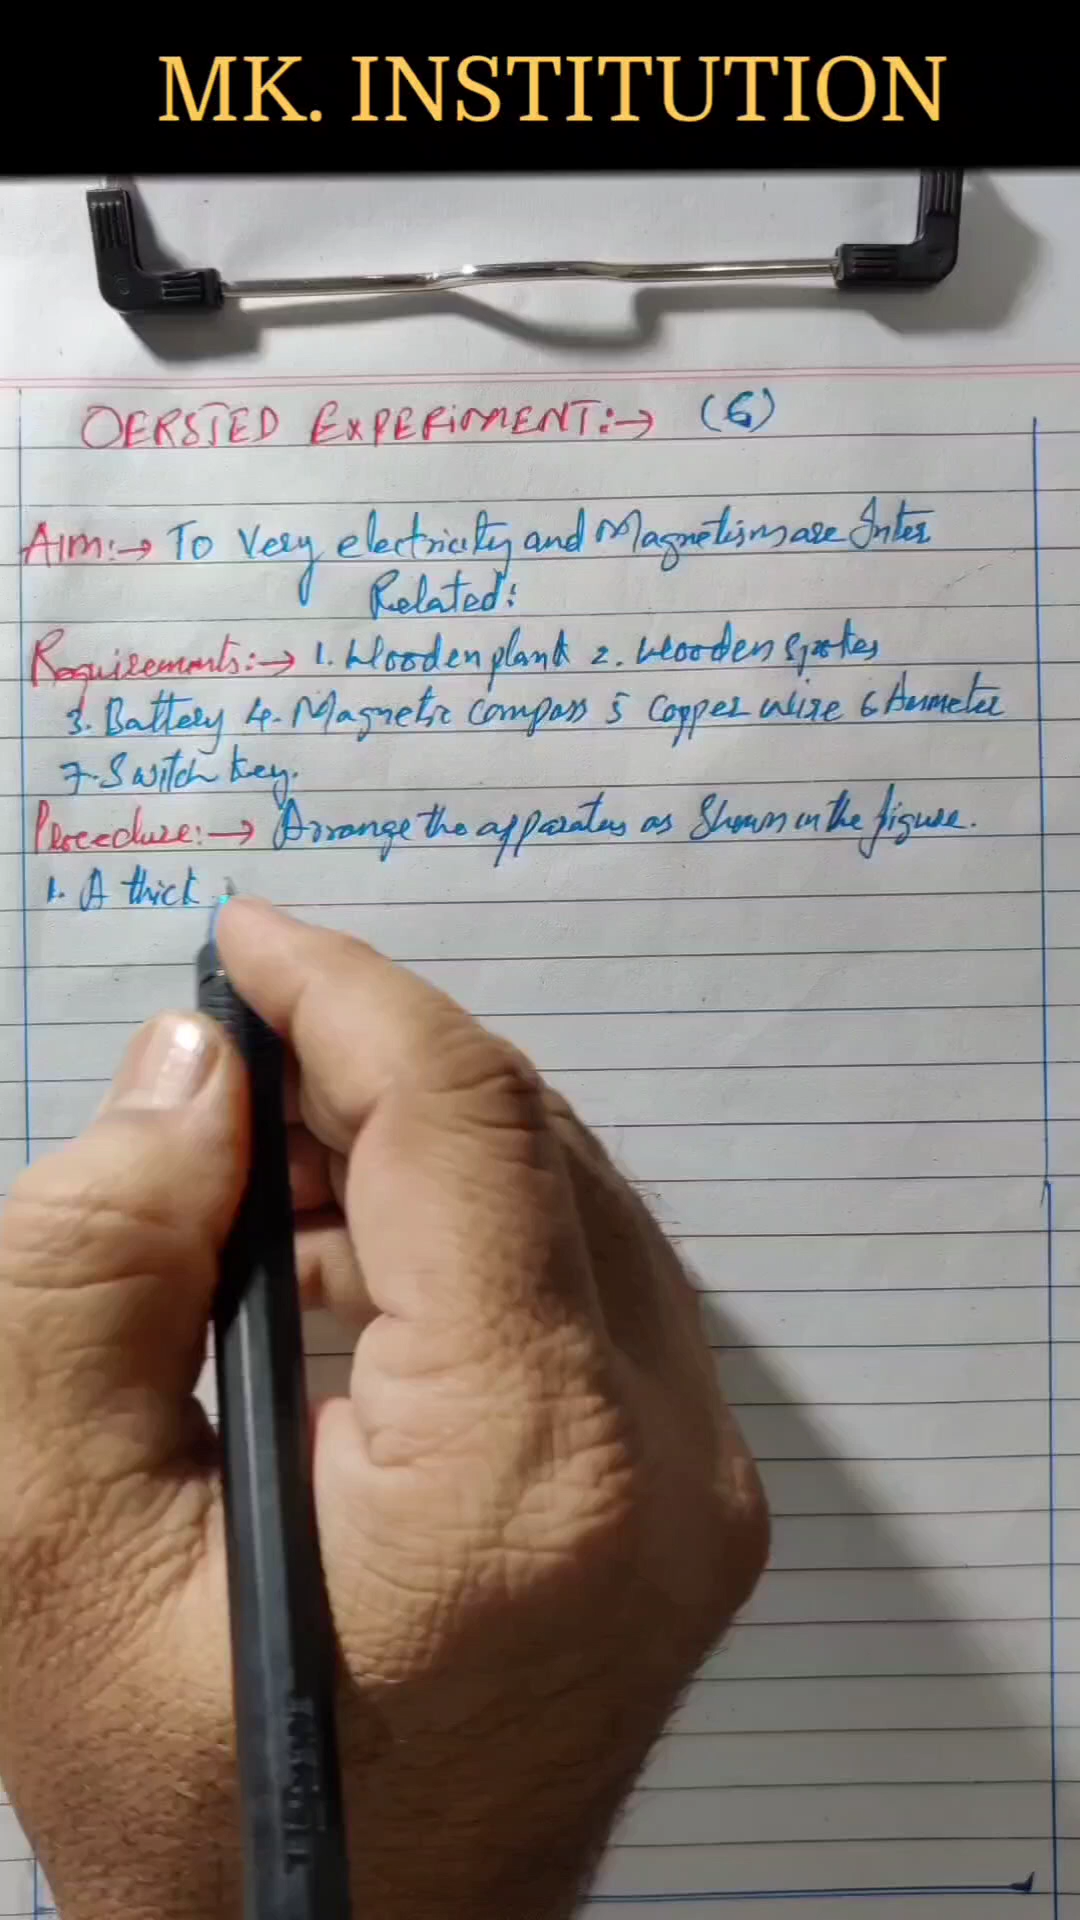 MK. INSTITUTION
OERSTED EXPERIMENT:→ (6)
Aim:→ To Very electricity and Magnetism are Inter
Related:
Requirements:→ 1. Wooden plank 2. Wooden spokes
3. Battery 4. Magnetic compass 5 Copper wire 6 Ammeter
7. Switch key.
Procedure:→ Arrange the apparatus as Shown in the figure.
1. A thick